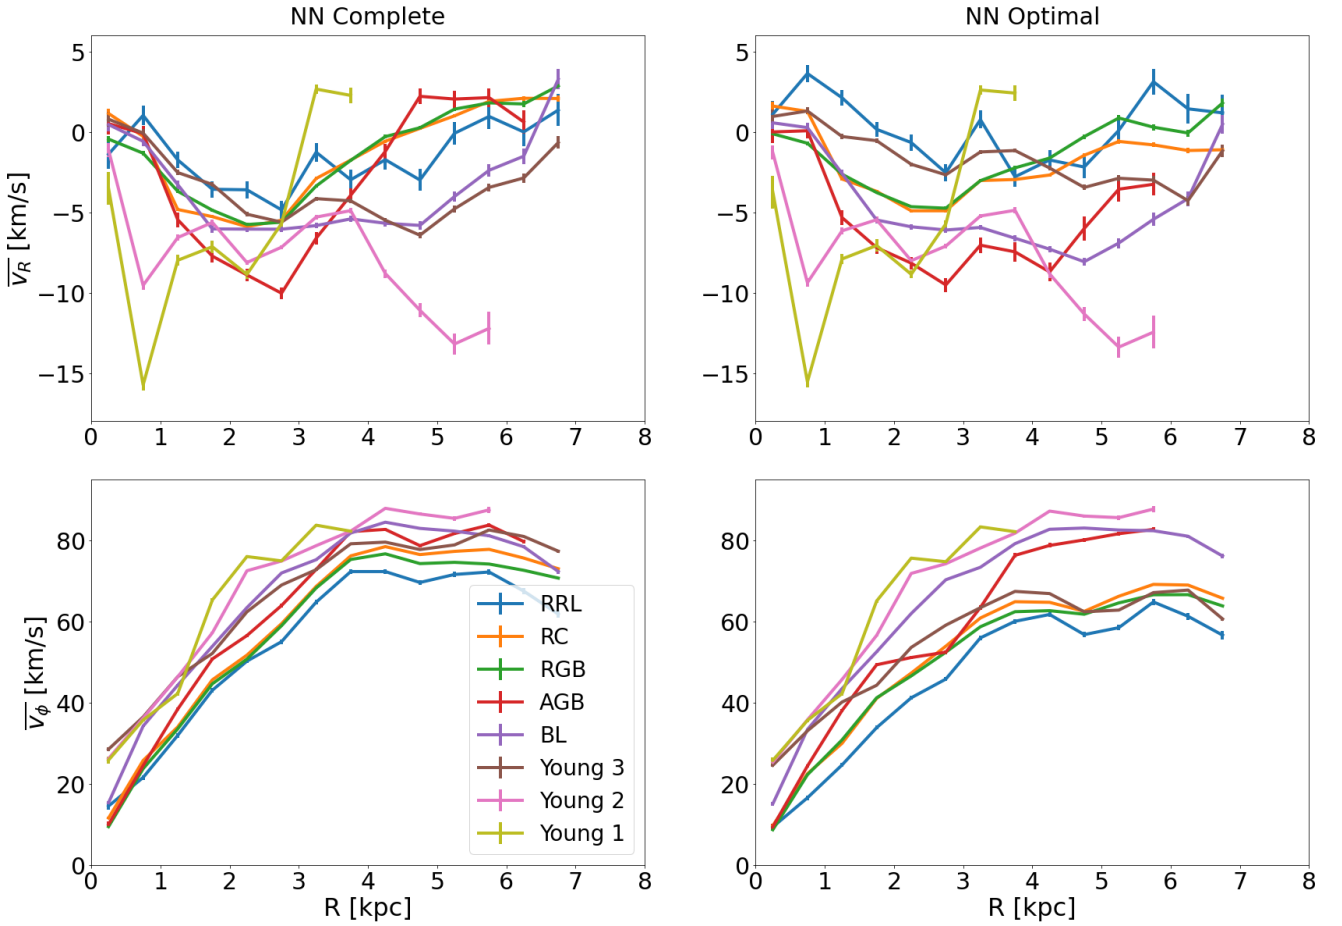 NN Complete
NN Optimal
5
0
−5
−10
−15
0 1 2 3 4 5 6 7 8
$\overline{v_R}$ [km/s]
5
0
−5
−10
−15
0 1 2 3 4 5 6 7 8
80
60
40
20
0
0 1 2 3 4 5 6 7 8
$\overline{v_\phi}$ [km/s]
R [kpc]
RRL
RC
RGB
AGB
BL
Young 3
Young 2
Young 1
80
60
40
20
0
0 1 2 3 4 5 6 7 8
R [kpc]